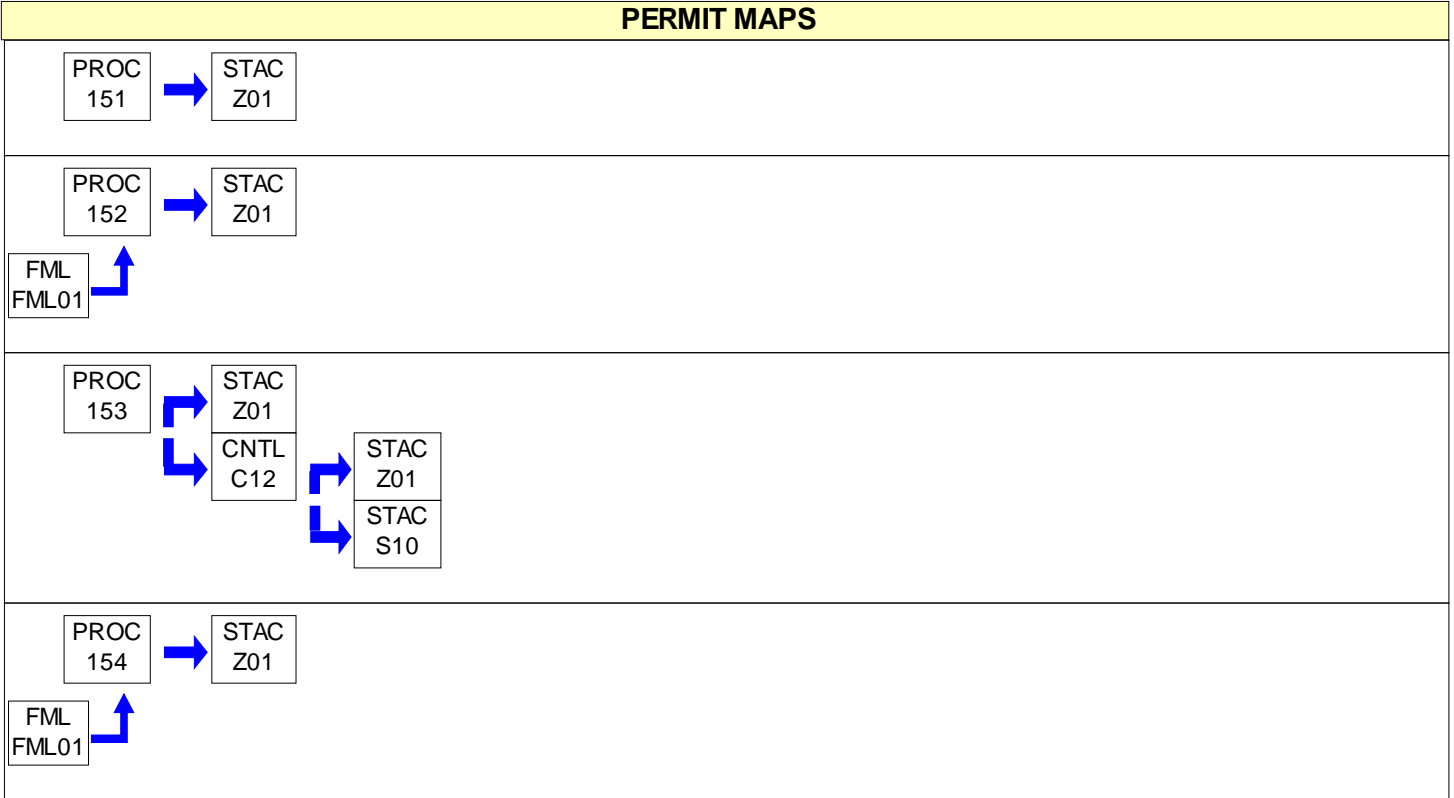 PERMIT MAPS
PROC
151
STAC
Z01
PROC
152
STAC
Z01
FML
FML01
PROC
153
STAC
Z01
CNTL
C12
STAC
Z01
STAC
S10
PROC
154
STAC
Z01
FML
FML01